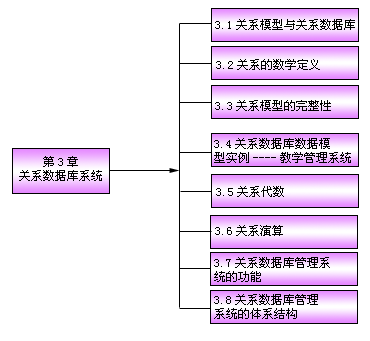 第3章
关系数据库系统
3.1 关系模型与关系数据库
3.2 关系的数学定义
3.3 关系模型的完整性
3.4 关系数据库数据模
型实例 ---- 教学管理系统
3.5 关系代数
3.6 关系演算
3.7 关系数据库管理系
统的功能
3.8 关系数据库管理
系统的体系结构